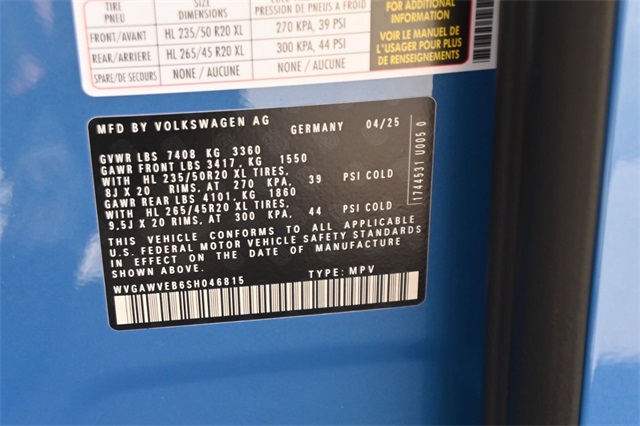 TIRE
PNEU
SIZE
DIMENSIONS
COLD TIRE PRESSURE
PRESSION DE PNEUS À FROID
FRONT/AVANT HL 235/50 R20 XL 270 KPA, 39 PSI
REAR/ARRIERE HL 265/45 R20 XL 300 KPA, 44 PSI
SPARE/DE SECOURS NONE / AUCUNE NONE / AUCUNE
FOR ADDITIONAL
INFORMATION
VOIR LE MANUEL DE
L'USAGER POUR PLUS
DE RENSEIGNEMENTS
MFD BY VOLKSWAGEN AG GERMANY 04/25
GVWR LBS 7408 KG 3360
GAWR FRONT LBS 3417, KG 1550
WITH HL 235/50R20 XL TIRES.
8J X 20 RIMS. AT 270 KPA, 39 PSI COLD
GAWR REAR LBS 4101, KG 1860
WITH HL 265/45R20 XL TIRES.
9.5J X 20 RIMS. AT 300 KPA. 44 PSI COLD
THIS VEHICLE CONFORMS TO ALL APPLICABLE
U.S. FEDERAL MOTOR VEHICLE SAFETY STANDARDS
IN EFFECT ON THE DATE OF MANUFACTURE
SHOWN ABOVE.
WVGAWVEB6SH046815 TYPE: MPV
1744531 U005 0